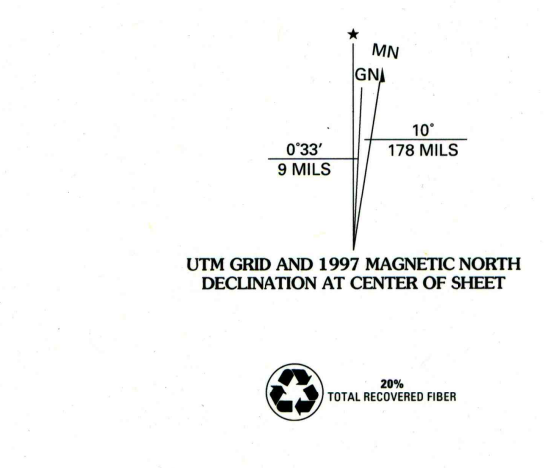 ★
MN
GN
0°33′
9 MILS
10°
178 MILS
UTM GRID AND 1997 MAGNETIC NORTH
DECLINATION AT CENTER OF SHEET
20%
TOTAL RECOVERED FIBER